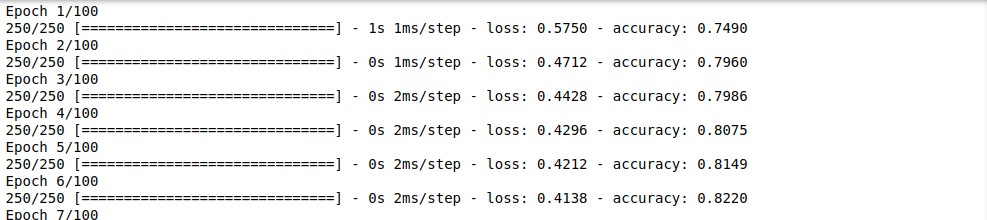 Epoch 1/100
250/250 [==============================] - 1s 1ms/step - loss: 0.5750 - accuracy: 0.7490
Epoch 2/100
250/250 [==============================] - 0s 1ms/step - loss: 0.4712 - accuracy: 0.7960
Epoch 3/100
250/250 [==============================] - 0s 2ms/step - loss: 0.4428 - accuracy: 0.7986
Epoch 4/100
250/250 [==============================] - 0s 2ms/step - loss: 0.4296 - accuracy: 0.8075
Epoch 5/100
250/250 [==============================] - 0s 2ms/step - loss: 0.4212 - accuracy: 0.8149
Epoch 6/100
250/250 [==============================] - 0s 2ms/step - loss: 0.4138 - accuracy: 0.8220
Epoch 7/100